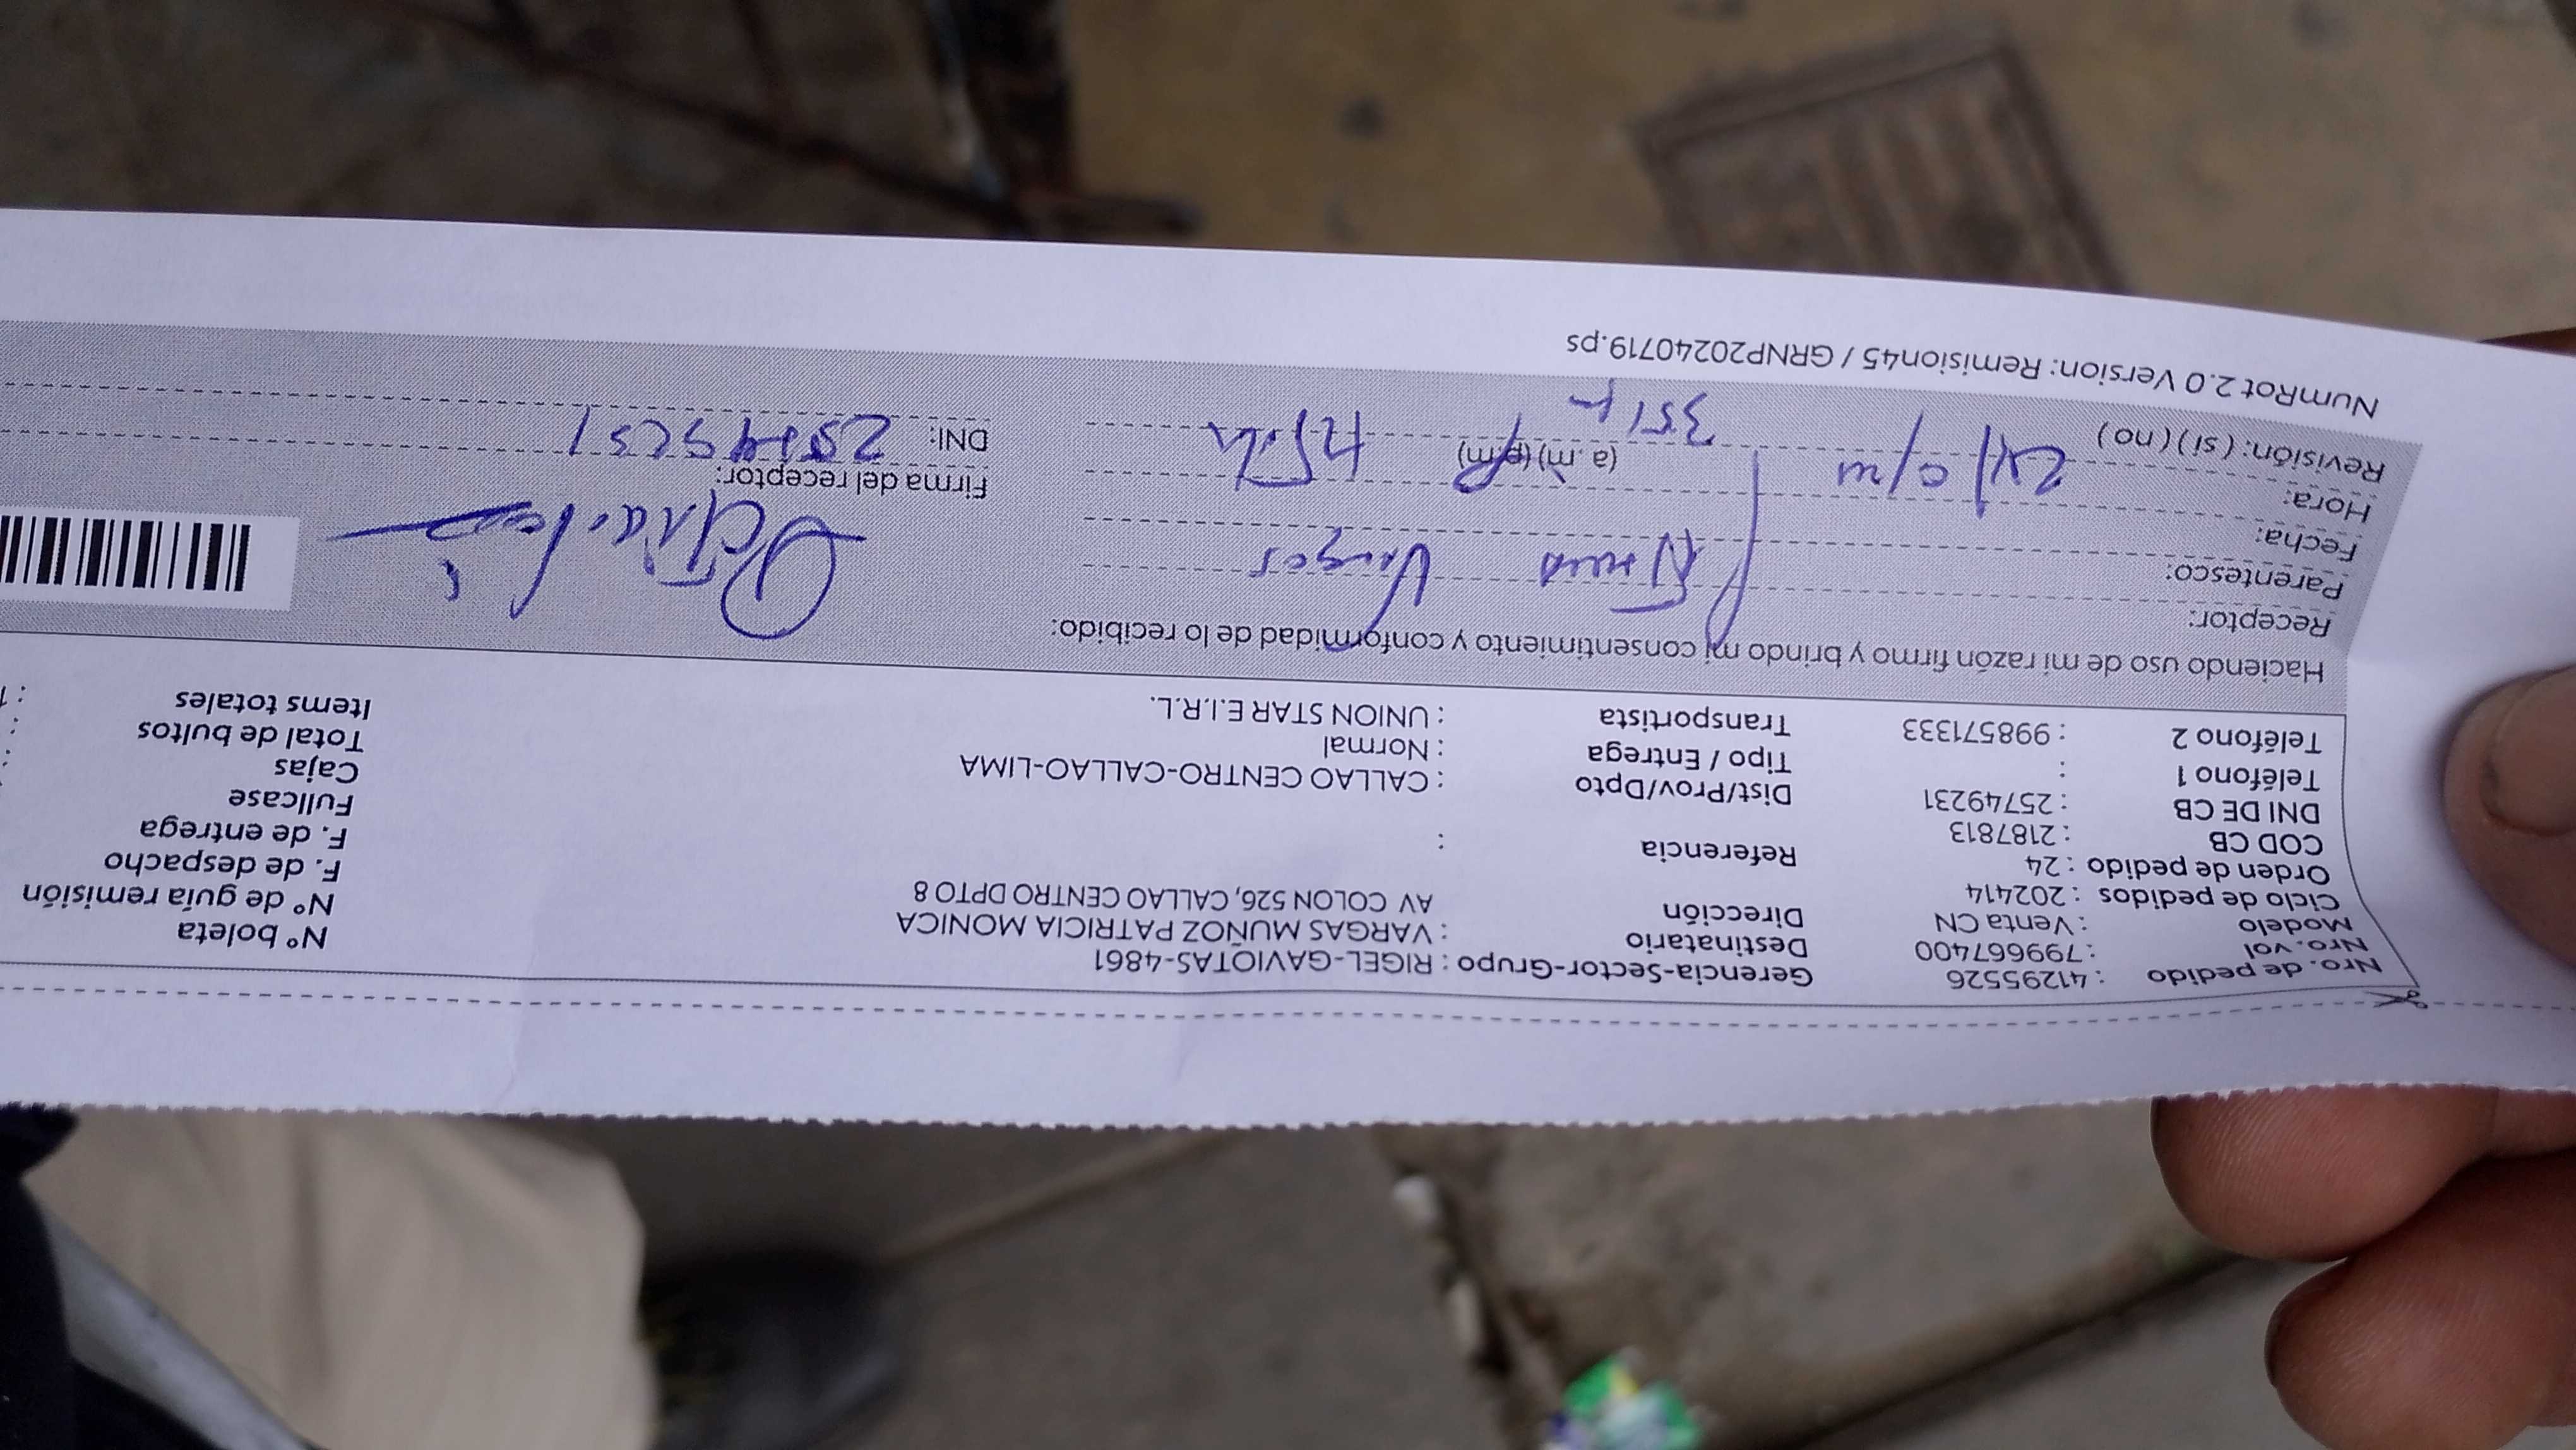 Nro. de pedido : 41295526 Gerencia-Sector-Grupo : RIGEL-GAVIOTAS-4861 N° boleta
Nro. vol : 799667400 Destinatario : VARGAS MUÑOZ PATRICIA MONICA N° de guía remisión
Modelo : Venta CN Dirección AV COLON 526, CALLAO CENTRO DPTO 8 F. de despacho
Ciclo de pedidos : 202414 F. de entrega
Orden de pedido : 24 Referencia : Fullcase
COD CB : 2187813 Cajas
DNI DE CB : 25749231 Dist/Prov/Dpto : CALLAO CENTRO-CALLAO-LIMA Total de bultos
Teléfono 1 : Tipo / Entrega : Normal Items totales
Teléfono 2 : 998571333 Transportista : UNION STAR E.I.R.L.
Haciendo uso de mi razón firmo y brindo mi consentimiento y conformidad de lo recibido:
Receptor: Vargas
Parentesco:
Fecha:
Hora: (a. m) (p.m) Firma del receptor:
Revisión: ( si ) ( no ) DNI:
NumRot 2.0 Version: Remision45 / GRNP20240719.ps